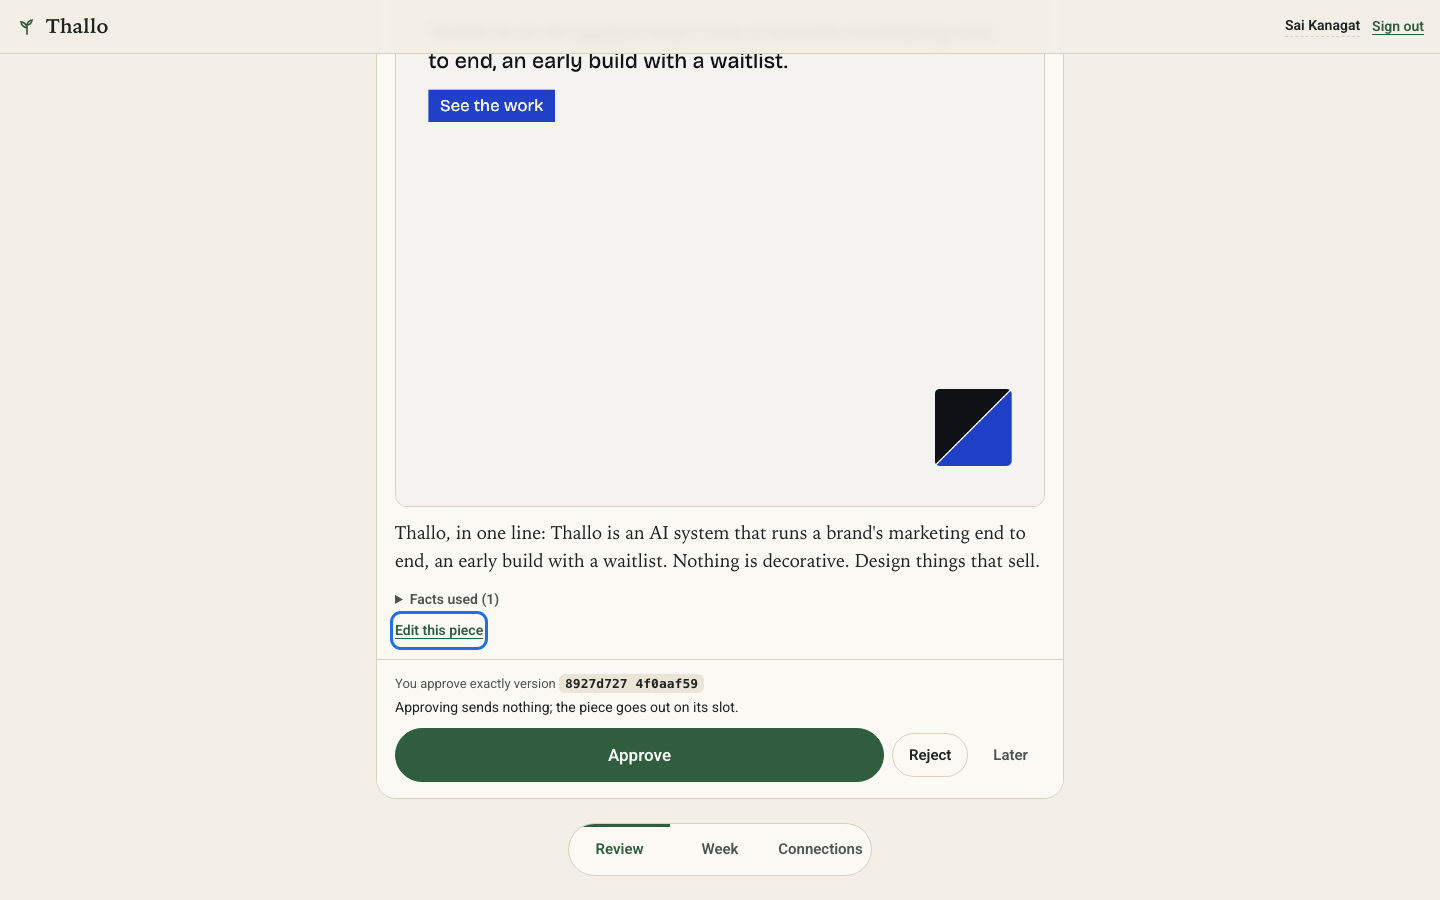 Thallo
Sai Kanagat
Sign out
to end, an early build with a waitlist.
See the work
Thallo, in one line: Thallo is an AI system that runs a brand's marketing end to
end, an early build with a waitlist. Nothing is decorative. Design things that sell.
Facts used (1)
Edit this piece
You approve exactly version 8927d727 4f0aaf59
Approving sends nothing; the piece goes out on its slot.
Approve
Reject
Later
Review
Week
Connections